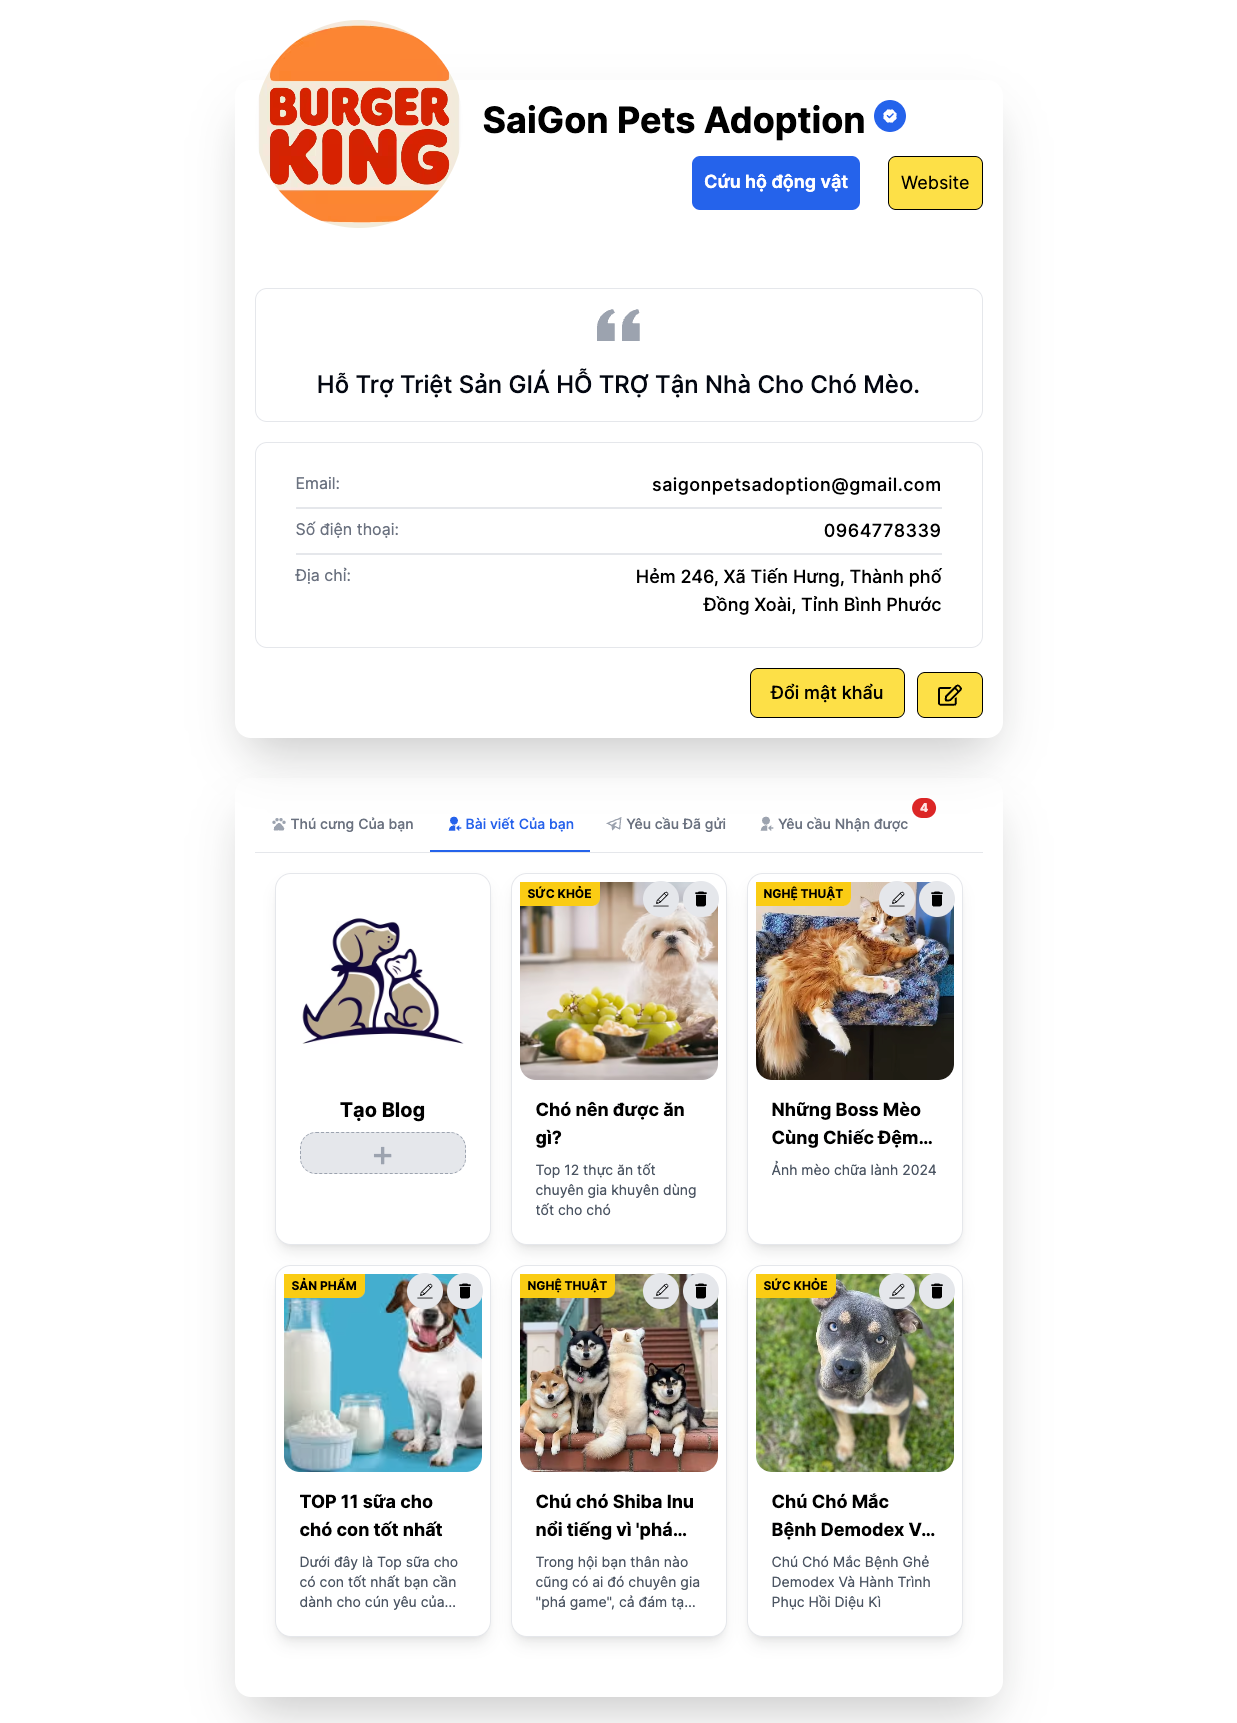 BURGER
KING
SaiGon Pets Adoption
Cứu hộ động vật
Website
Hỗ Trợ Triệt Sản GIÁ HỖ TRỢ Tận Nhà Cho Chó Mèo.
Email:
saigonpetsadoption@gmail.com
Số điện thoại:
0964778339
Địa chỉ:
Hẻm 246, Xã Tiến Hưng, Thành phố
Đồng Xoài, Tỉnh Bình Phước
Đổi mật khẩu
Thú cưng Của bạn
Bài viết Của bạn
Yêu cầu Đã gửi
Yêu cầu Nhận được
4
Tạo Blog
SỨC KHỎE
Chó nên được ăn
gì?
Top 12 thực ăn tốt
chuyên gia khuyên dùng
tốt cho chó
NGHỆ THUẬT
Những Boss Mèo
Cùng Chiếc Đệm...
Ảnh mèo chữa lành 2024
SẢN PHẨM
TOP 11 sữa cho
chó con tốt nhất
Dưới đây là Top sữa cho
có con tốt nhất bạn cần
dành cho cún yêu của...
NGHỆ THUẬT
Chú chó Shiba Inu
nổi tiếng vì 'phá...
Trong hội bạn thân nào
cũng có ai đó chuyên gia
"phá game", cả đám tạ...
SỨC KHỎE
Chú Chó Mắc
Bệnh Demodex V...
Chú Chó Mắc Bệnh Ghẻ
Demodex Và Hành Trình
Phục Hồi Diệu Kì